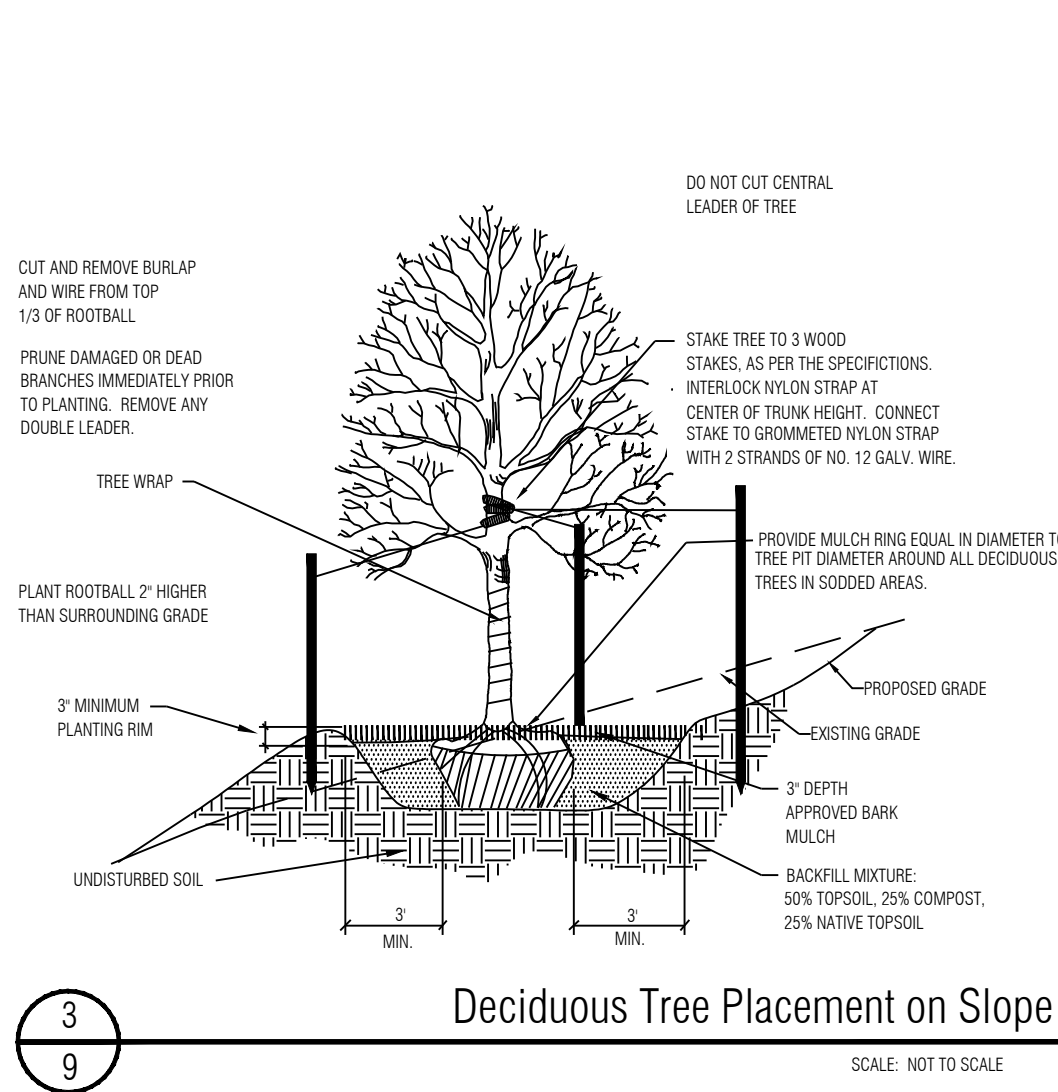 DO NOT CUT CENTRAL
LEADER OF TREE
CUT AND REMOVE BURLAP
AND WIRE FROM TOP
1/3 OF ROOTBALL
PRUNE DAMAGED OR DEAD
BRANCHES IMMEDIATELY PRIOR
TO PLANTING. REMOVE ANY
DOUBLE LEADER.
STAKE TREE TO 3 WOOD
STAKES, AS PER THE SPECIFICTIONS.
INTERLOCK NYLON STRAP AT
CENTER OF TRUNK HEIGHT. CONNECT
STAKE TO GROMMETED NYLON STRAP
WITH 2 STRANDS OF NO. 12 GALV. WIRE.
TREE WRAP
PROVIDE MULCH RING EQUAL IN DIAMETER TO
TREE PIT DIAMETER AROUND ALL DECIDUOUS
TREES IN SODDED AREAS.
PLANT ROOTBALL 2" HIGHER
THAN SURROUNDING GRADE
PROPOSED GRADE
3" MINIMUM
PLANTING RIM
EXISTING GRADE
3" DEPTH
APPROVED BARK
MULCH
UNDISTURBED SOIL
BACKFILL MIXTURE:
50% TOPSOIL, 25% COMPOST,
25% NATIVE TOPSOIL
3'
MIN.
3'
MIN.
3
9
Deciduous Tree Placement on Slope
SCALE: NOT TO SCALE